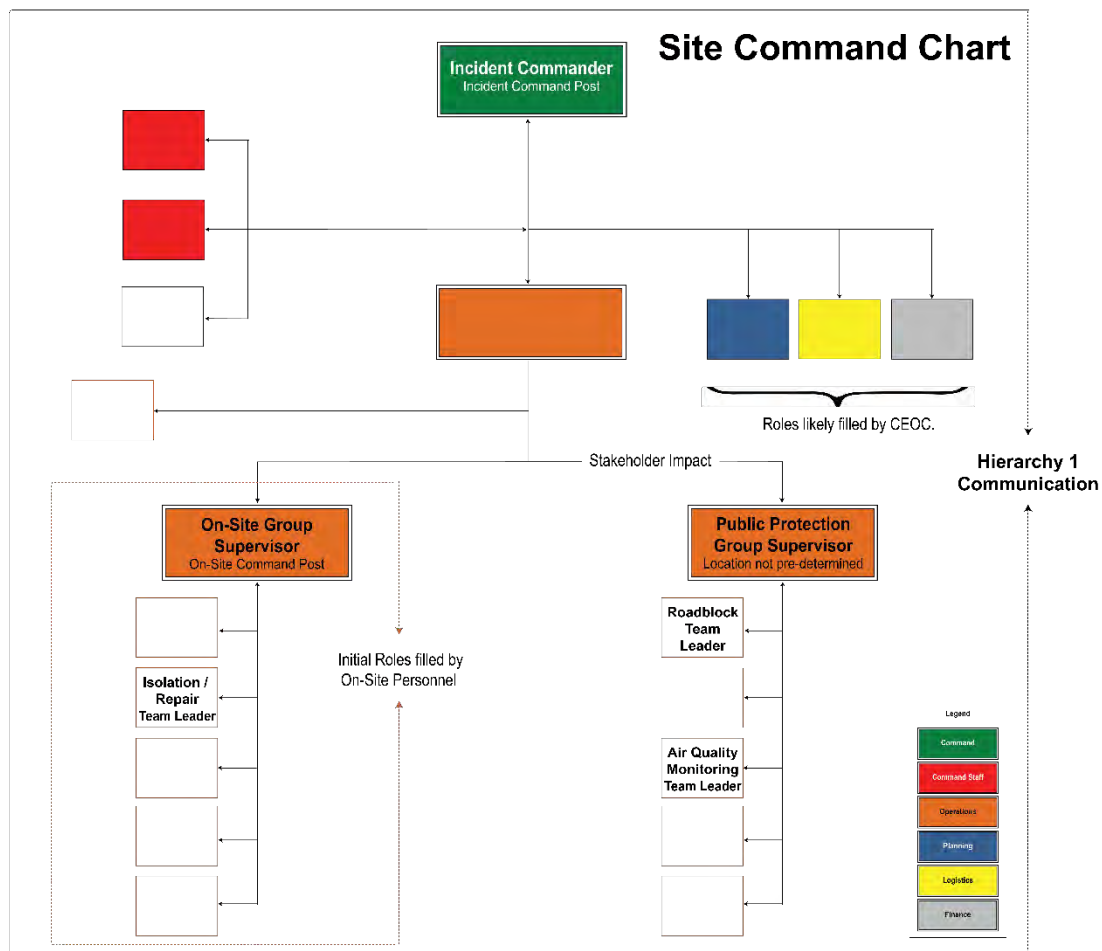 Site Command Chart
Incident Commander
Incident Command Post
Roles likely filled by CEOC.
Hierarchy 1
Communication
Stakeholder Impact
On-Site Group
Supervisor
On-Site Command Post
Public Protection
Group Supervisor
Location not pre-determined
Initial Roles filled by
On-Site Personnel
Isolation /
Repair
Team Leader
Roadblock
Team
Leader
Air Quality
Monitoring
Team Leader
Legend
Command
Command Staff
Operations
Planning
Logistics
Finance